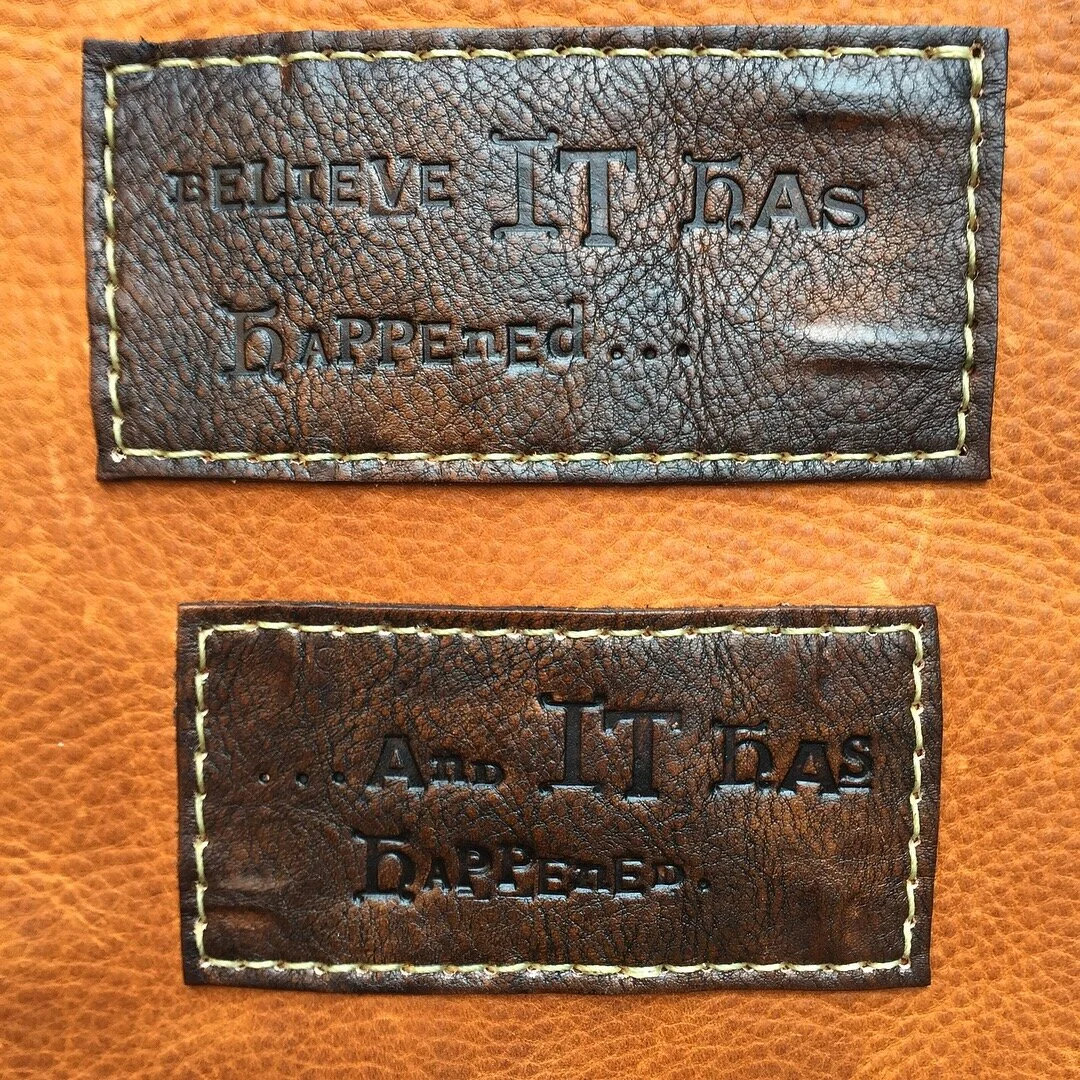 BELIEVE IT hAS
hAPPEnEd...
...AnD IT hAS
hAPPEnED.